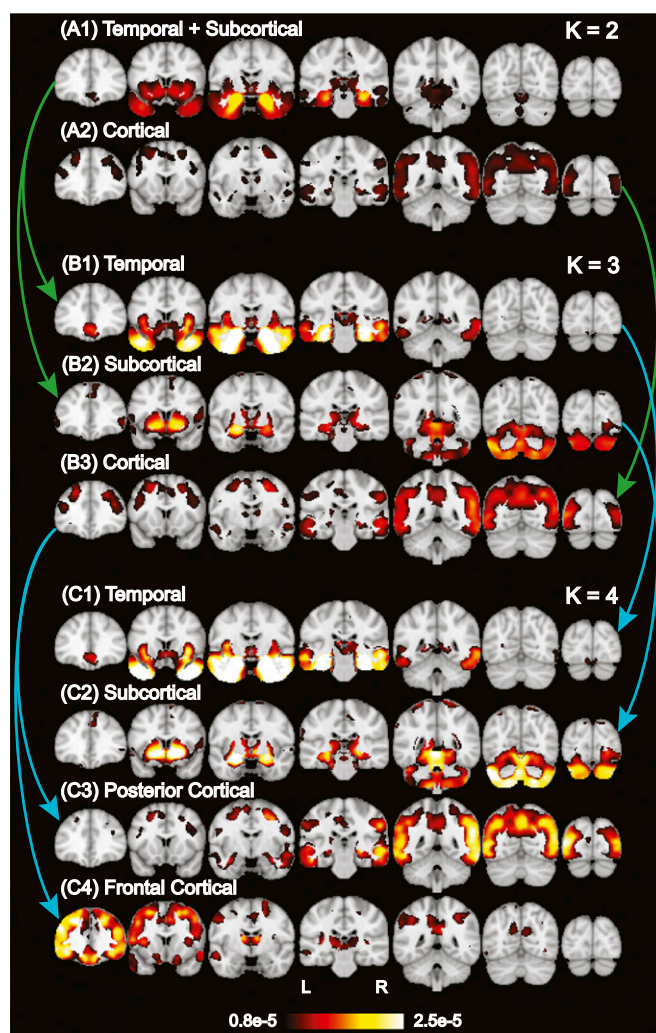 (A1) Temporal + Subcortical
K = 2
(A2) Cortical
(B1) Temporal
K = 3
(B2) Subcortical
(B3) Cortical
(C1) Temporal
K = 4
(C2) Subcortical
(C3) Posterior Cortical
(C4) Frontal Cortical
L R
0.8e-5 2.5e-5